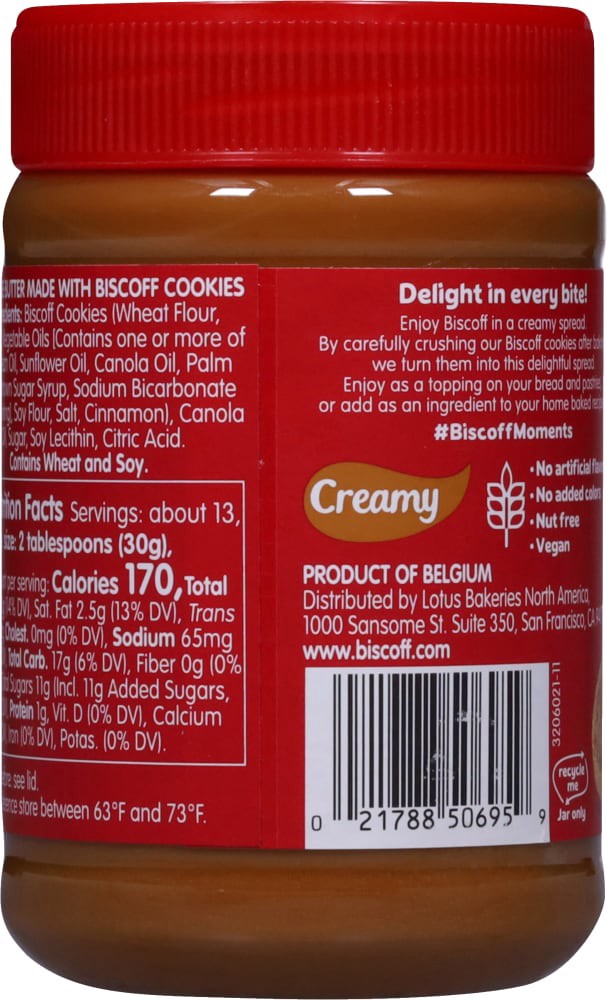 BUTTER MADE WITH BISCOFF COOKIES
Biscoff Cookies (Wheat Flour,
Oils [Contains one or more of
Oil, Sunflower Oil, Canola Oil, Palm
Sugar Syrup, Sodium Bicarbonate
Soy Flour, Salt, Cinnamon), Canola
Sugar, Soy Lecithin, Citric Acid.
Contains Wheat and Soy.
Facts Servings: about 13,
size: 2 tablespoons (30g),
per serving: Calories 170, Total
DV), Sat. Fat 2.5g (13% DV), Trans
Cholest. 0mg (0% DV), Sodium 65mg
Total Carb. 17g (6% DV), Fiber 0g (0%
Sugars 11g (Incl. 11g Added Sugars,
Protein 1g, Vit. D (0% DV), Calcium
Iron (0% DV), Potas. (0% DV).
see lid.
store between 63°F and 73°F.
Delight in every bite!
Enjoy Biscoff in a creamy spread.
By carefully crushing our Biscoff cookies after
we turn them into this delightful spread.
Enjoy as a topping on your bread and
or add as an ingredient to your home baked
#BiscoffMoments
Creamy
• No artificial
• No added colors
• Nut free
• Vegan
PRODUCT OF BELGIUM
Distributed by Lotus Bakeries North America,
1000 Sansome St. Suite 350, San Francisco, CA
www.biscoff.com
0 21788 50695 9
3206021-11
recycle
me
Jar only